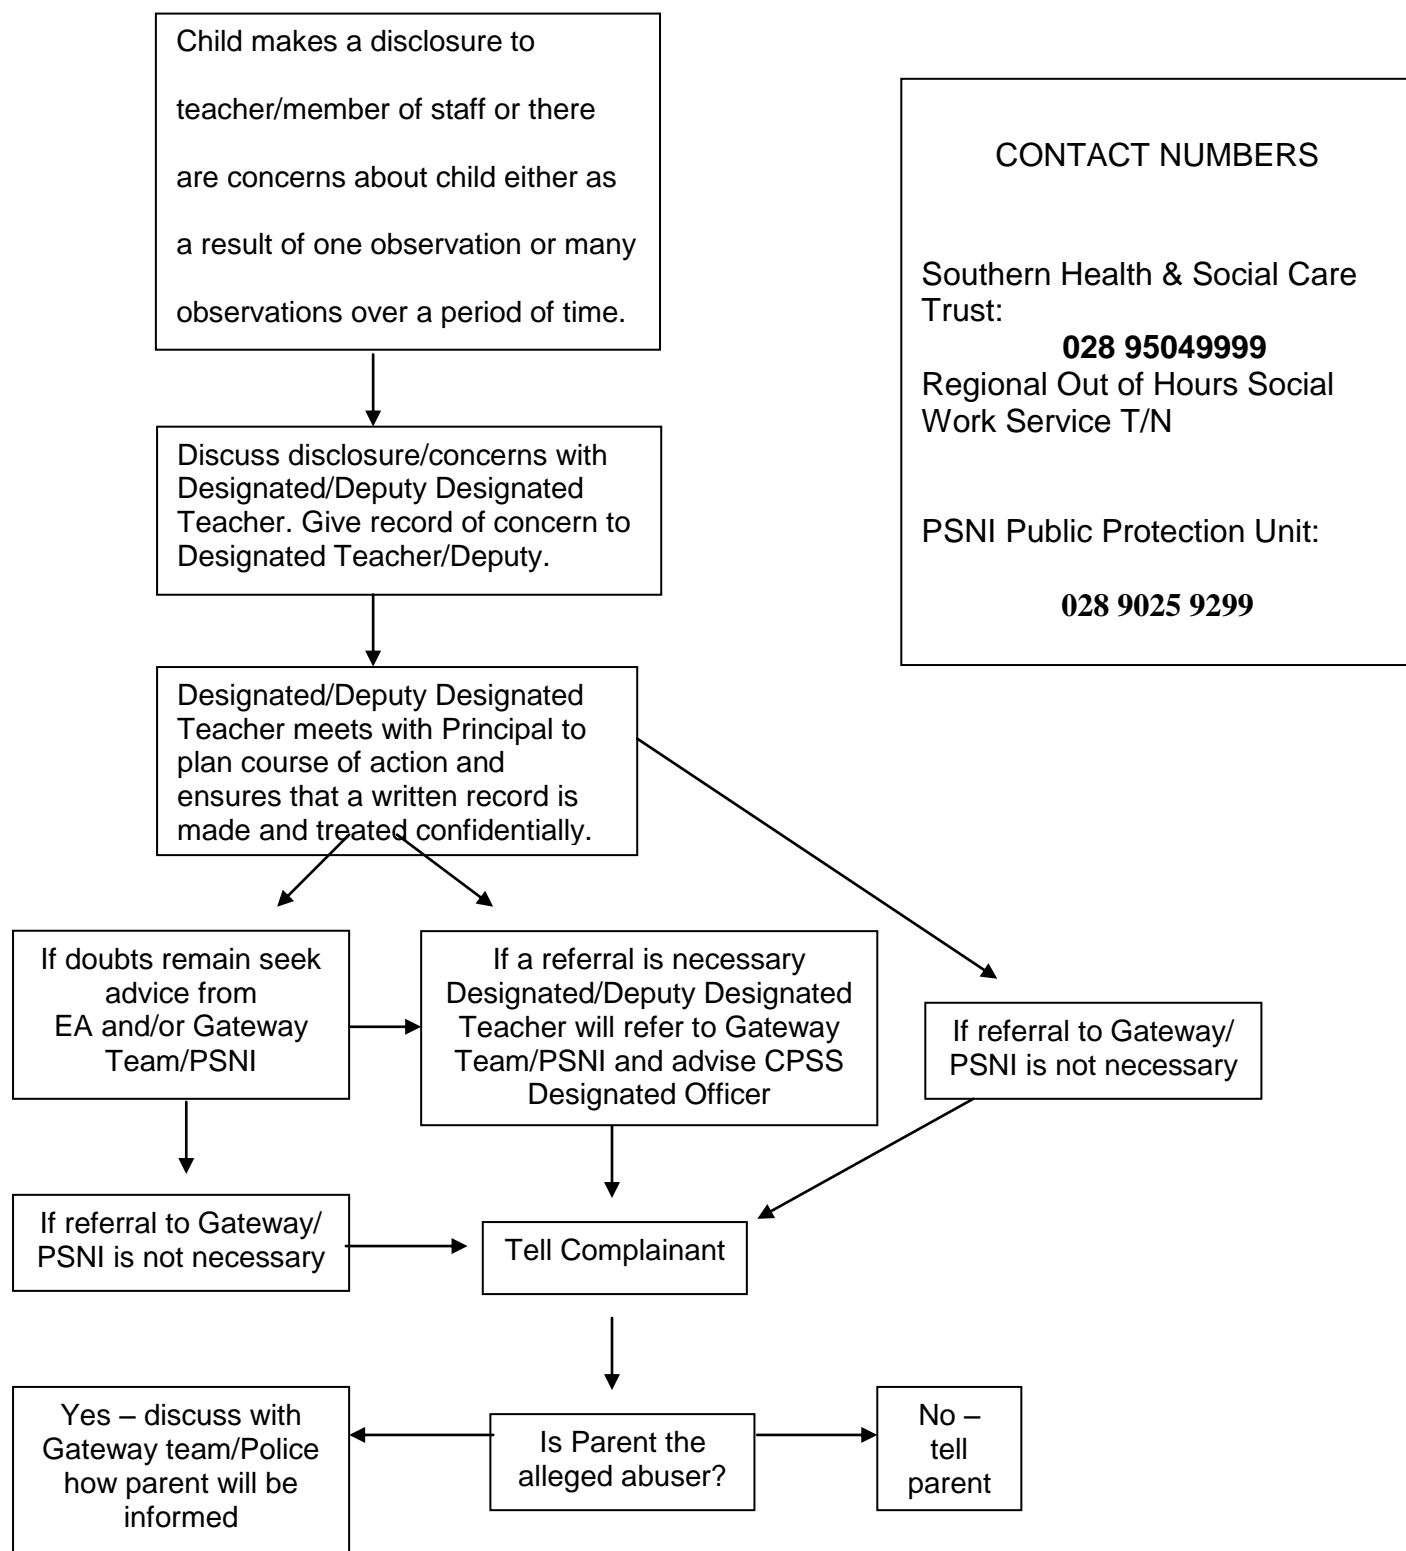 Child makes a disclosure to
teacher/member of staff or there
are concerns about child either as
a result of one observation or many
observations over a period of time.
CONTACT NUMBERS
Southern Health & Social Care
Trust:
028 95049999
Regional Out of Hours Social
Work Service T/N
PSNI Public Protection Unit:
028 9025 9299
Discuss disclosure/concerns with
Designated/Deputy Designated
Teacher. Give record of concern to
Designated Teacher/Deputy.
Designated/Deputy Designated
Teacher meets with Principal to
plan course of action and
ensures that a written record is
made and treated confidentially.
If doubts remain seek
advice from
EA and/or Gateway
Team/PSNI
If a referral is necessary
Designated/Deputy Designated
Teacher will refer to Gateway
Team/PSNI and advise CPSS
Designated Officer
If referral to Gateway/
PSNI is not necessary
If referral to Gateway/
PSNI is not necessary
Tell Complainant
Yes – discuss with
Gateway team/Police
how parent will be
informed
Is Parent the
alleged abuser?
No –
tell
parent